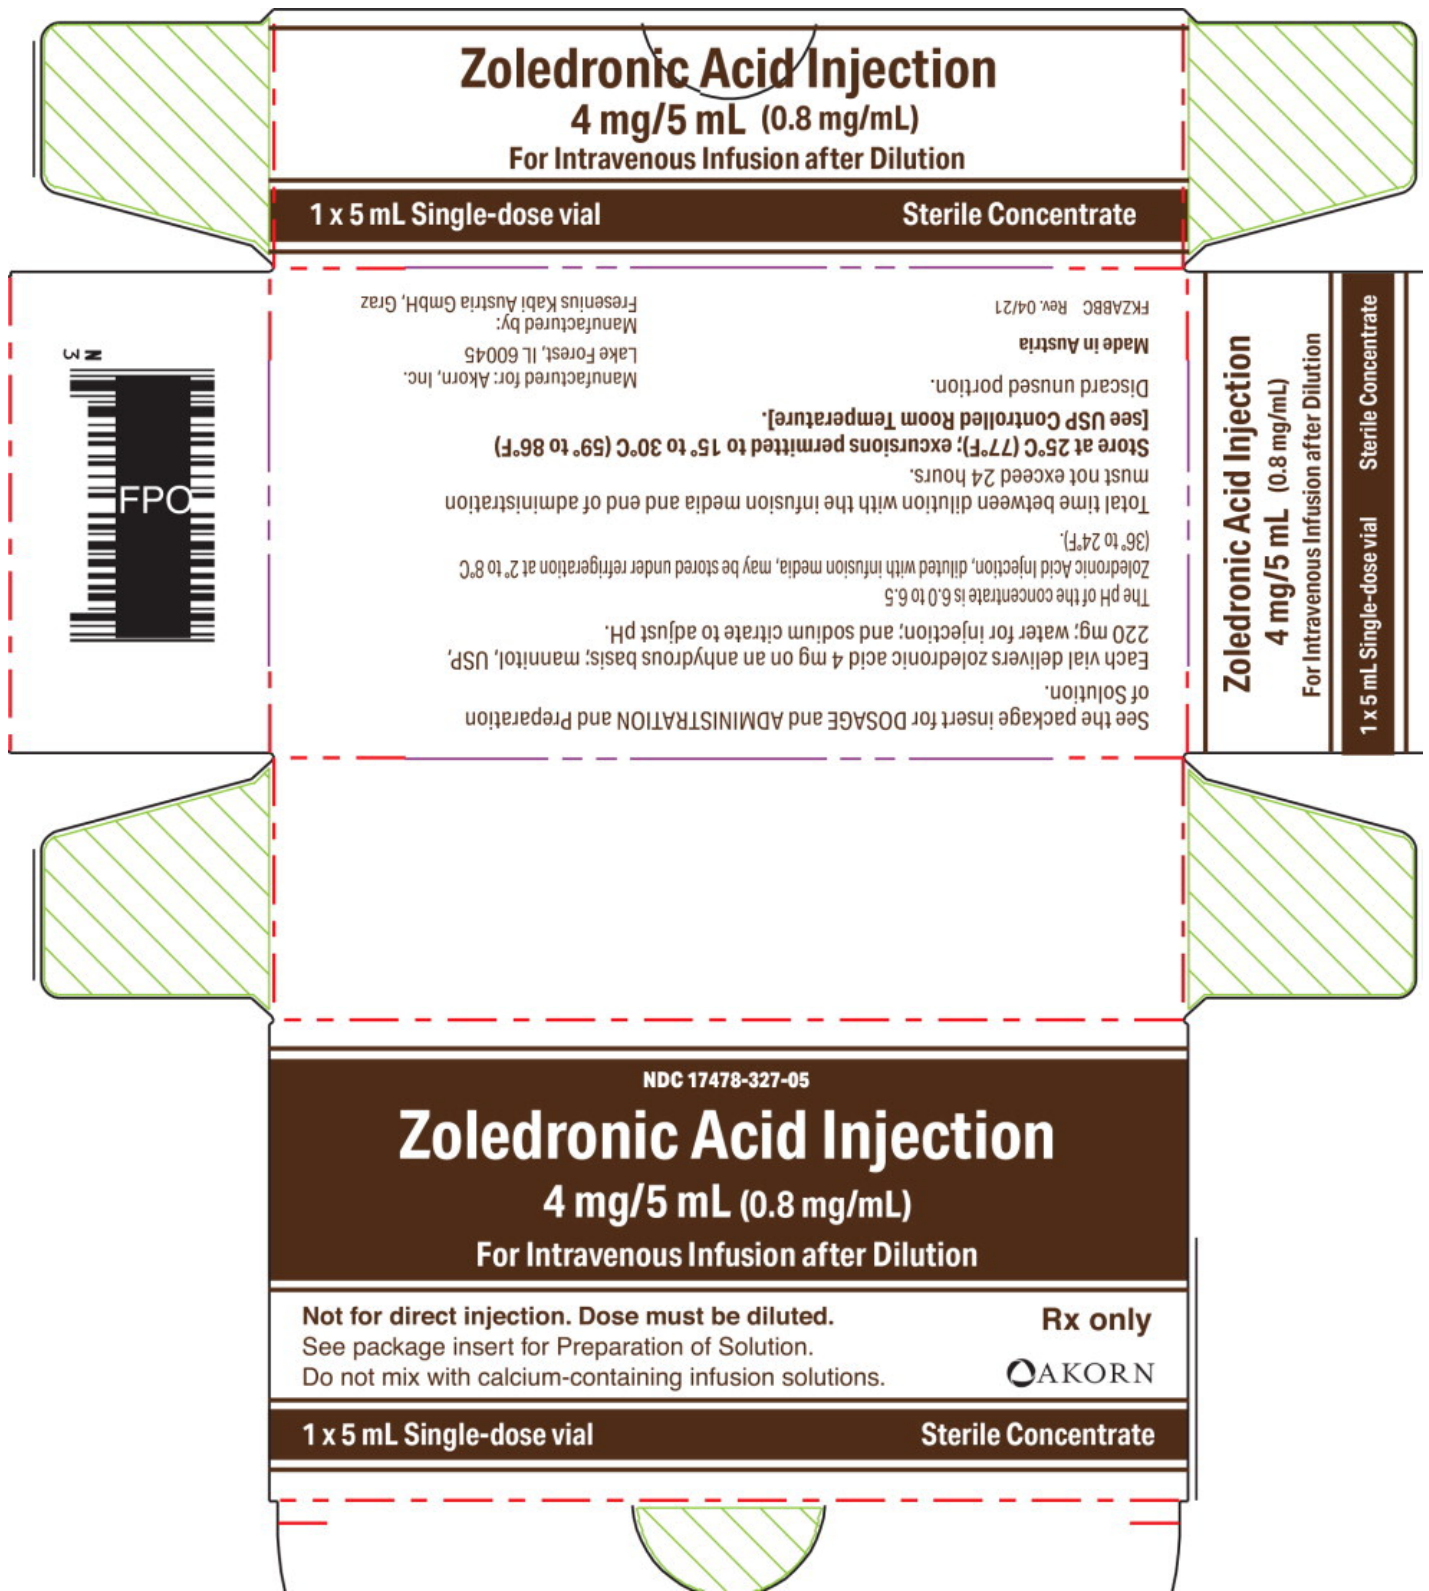 Zoledronic Acid Injection
4 mg/5 mL (0.8 mg/mL)
For Intravenous Infusion after Dilution
1 x 5 mL Single-dose vial Sterile Concentrate
See the package insert for DOSAGE and ADMINISTRATION and Preparation
of Solution.
Each vial delivers zoledronic acid 4 mg on an anhydrous basis; mannitol, USP,
220 mg; water for injection; and sodium citrate to adjust pH.
The pH of the concentrate is 6.0 to 6.5
Zoledronic Acid Injection, diluted with infusion media, may be stored under refrigeration at 2° to 8°C
(36° to 24°F).
Total time between dilution with the infusion media and end of administration
must not exceed 24 hours.
Store at 25°C (77°F); excursions permitted to 15° to 30°C (59° to 86°F)
[see USP Controlled Room Temperature].
Discard unused portion.
Made in Austria
FKZABBC Rev. 04/21
Manufactured for: Akorn, Inc.
Lake Forest, IL 60045
Manufactured by:
Fresenius Kabi Austria GmbH, Graz
N
3
FPO
Zoledronic Acid Injection
4 mg/5 mL (0.8 mg/mL)
For Intravenous Infusion after Dilution
1 x 5 mL Single-dose vial Sterile Concentrate
NDC 17478-327-05
Zoledronic Acid Injection
4 mg/5 mL (0.8 mg/mL)
For Intravenous Infusion after Dilution
Not for direct injection. Dose must be diluted.
See package insert for Preparation of Solution.
Do not mix with calcium-containing infusion solutions.
Rx only
AKORN
1 x 5 mL Single-dose vial Sterile Concentrate